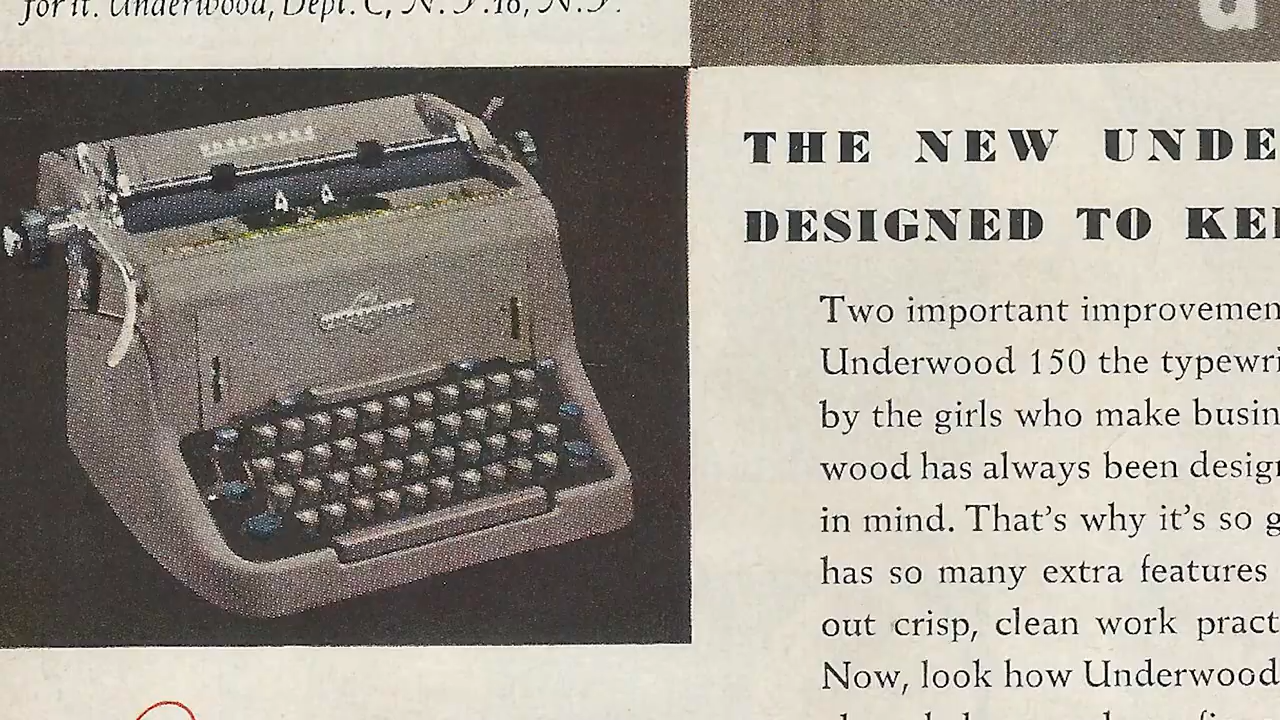 for it. Underwood, Dept. C, N.Y. 16, N.Y.
a
UNDERWOOD
THE NEW UNDE
DESIGNED TO KE
Two important improvemen
Underwood 150 the typewri
by the girls who make busin
wood has always been design
in mind. That's why it's so g
has so many extra features
out crisp, clean work pract
Now, look how Underwood